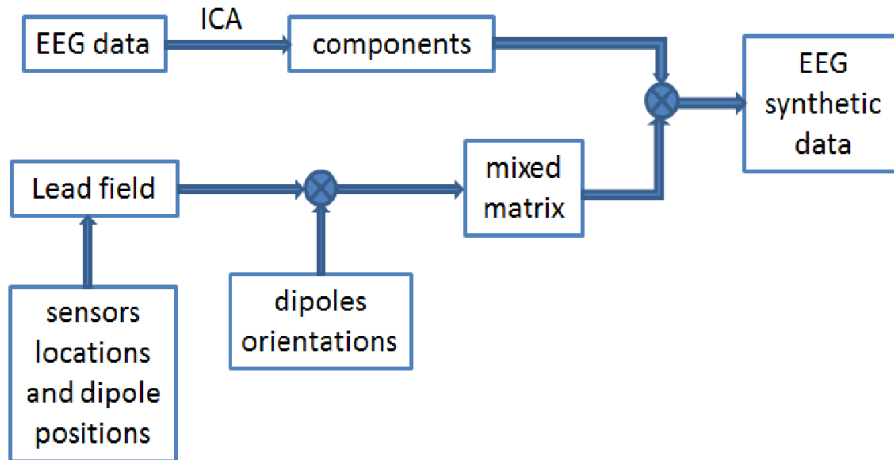 EEG data
ICA
components
EEG
synthetic
data
Lead field
mixed
matrix
sensors
locations
and dipole
positions
dipoles
orientations